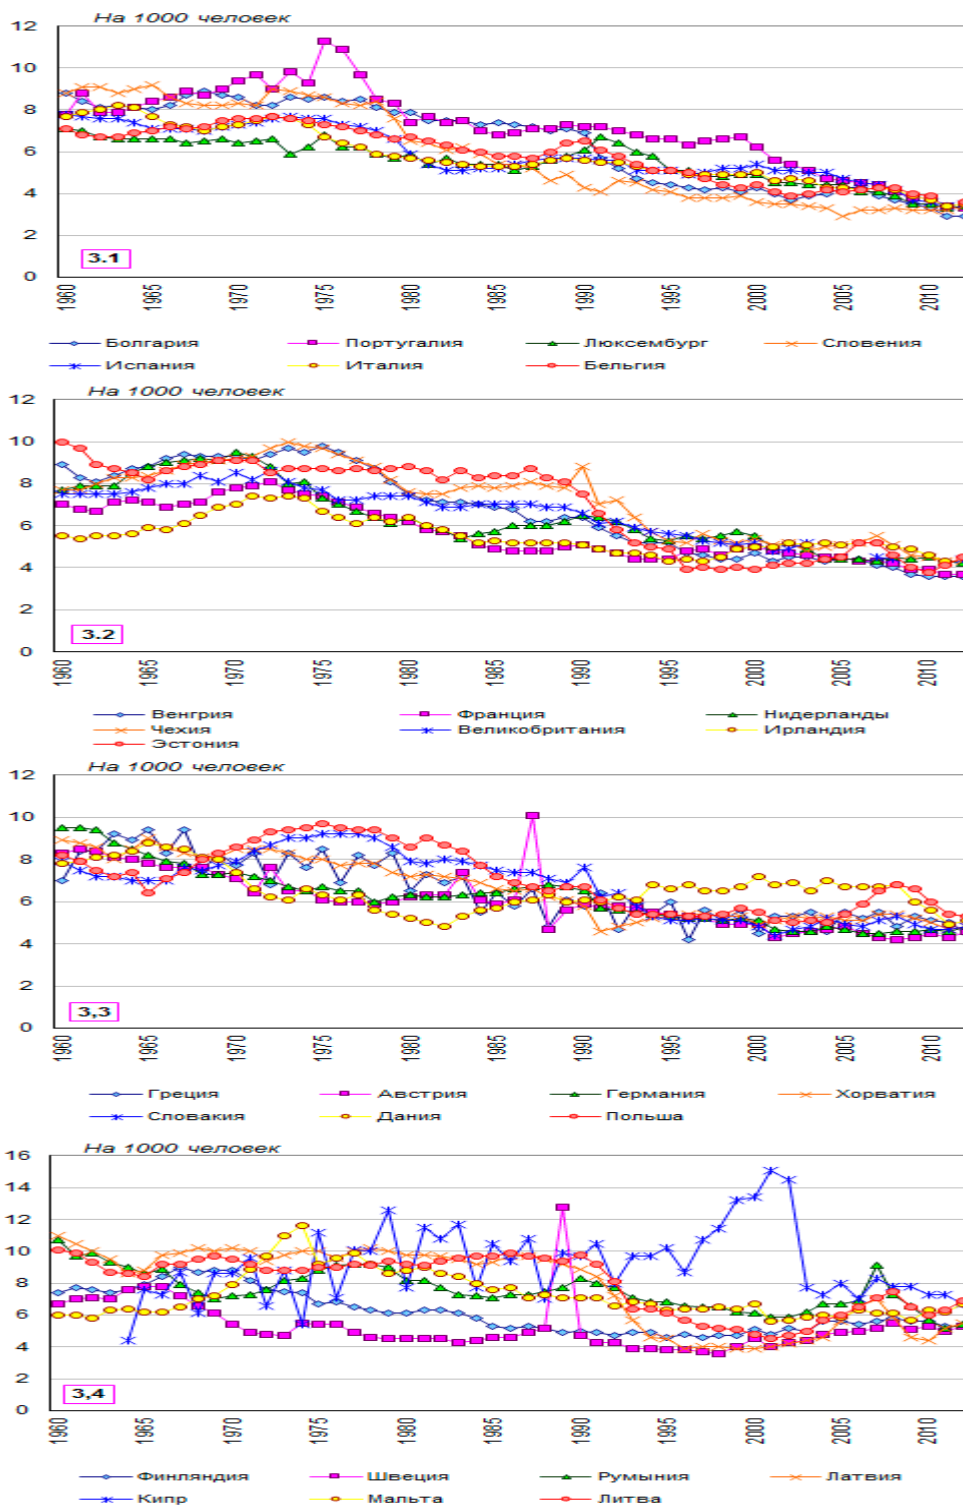 На 1000 человек
12
10
8
6
4
2
0
3.1
1960 1965 1970 1975 1980 1985 1990 1995 2000 2005 2010
Болгария Португалия Люксембург Словения
Испания Италия Бельгия
На 1000 человек
12
10
8
6
4
2
0
3.2
1960 1965 1970 1975 1980 1985 1990 1995 2000 2005 2010
Венгрия Франция Нидерланды
Чехия Великобритания Ирландия
Эстония
На 1000 человек
12
10
8
6
4
2
0
3,3
1960 1965 1970 1975 1980 1985 1990 1995 2000 2005 2010
Греция Австрия Германия Хорватия
Словакия Дания Польша
На 1000 человек
16
14
12
10
8
6
4
2
0
3,4
1960 1965 1970 1975 1980 1985 1990 1995 2000 2005 2010
Финляндия Швеция Румыния Латвия
Кипр Мальта Литва